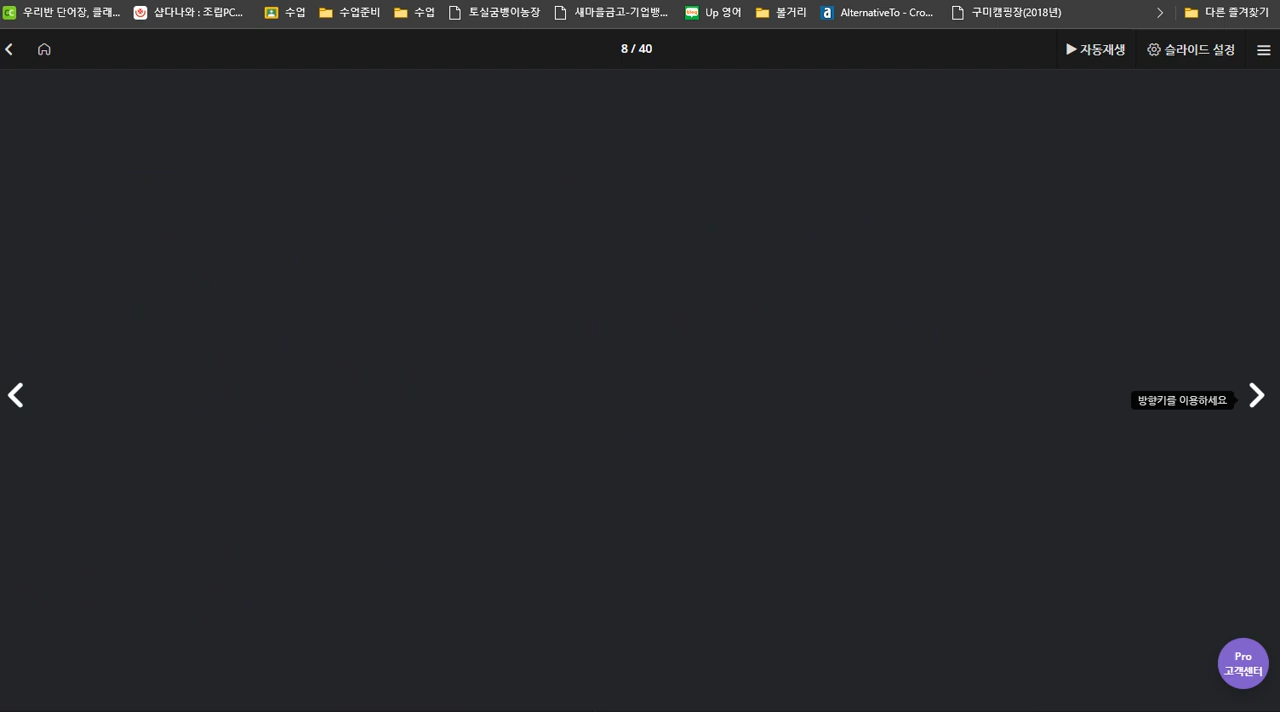 우리반 단어장, 클래...
샵다나와 : 조립PC...
수업
수업준비
수업
토실굼벵이농장
새마을금고-기업뱅...
blog
Up 영어
볼거리
a
AlternativeTo - Cro...
구미캠핑장(2018년)
다른 즐겨찾기
8 / 40
자동재생
슬라이드 설정
방향키를 이용하세요
Pro
고객센터